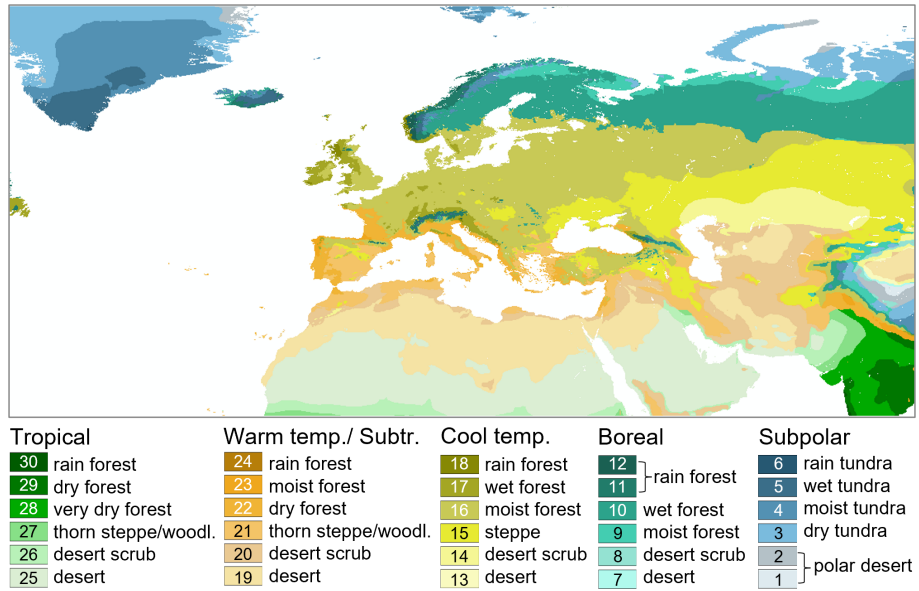 Tropical Warm temp./ Subtr. Cool temp. Boreal Subpolar
30 rain forest 24 rain forest 18 rain forest 12 rain forest 6 rain tundra
29 dry forest 23 moist forest 17 wet forest 11 5 wet tundra
28 very dry forest 22 dry forest 16 moist forest 10 wet forest 4 moist tundra
27 thorn steppe/woodl. 21 thorn steppe/woodl. 15 steppe 9 moist forest 3 dry tundra
26 desert scrub 20 desert scrub 14 desert scrub 8 desert scrub 2 polar desert
25 desert 19 desert 13 desert 7 desert 1